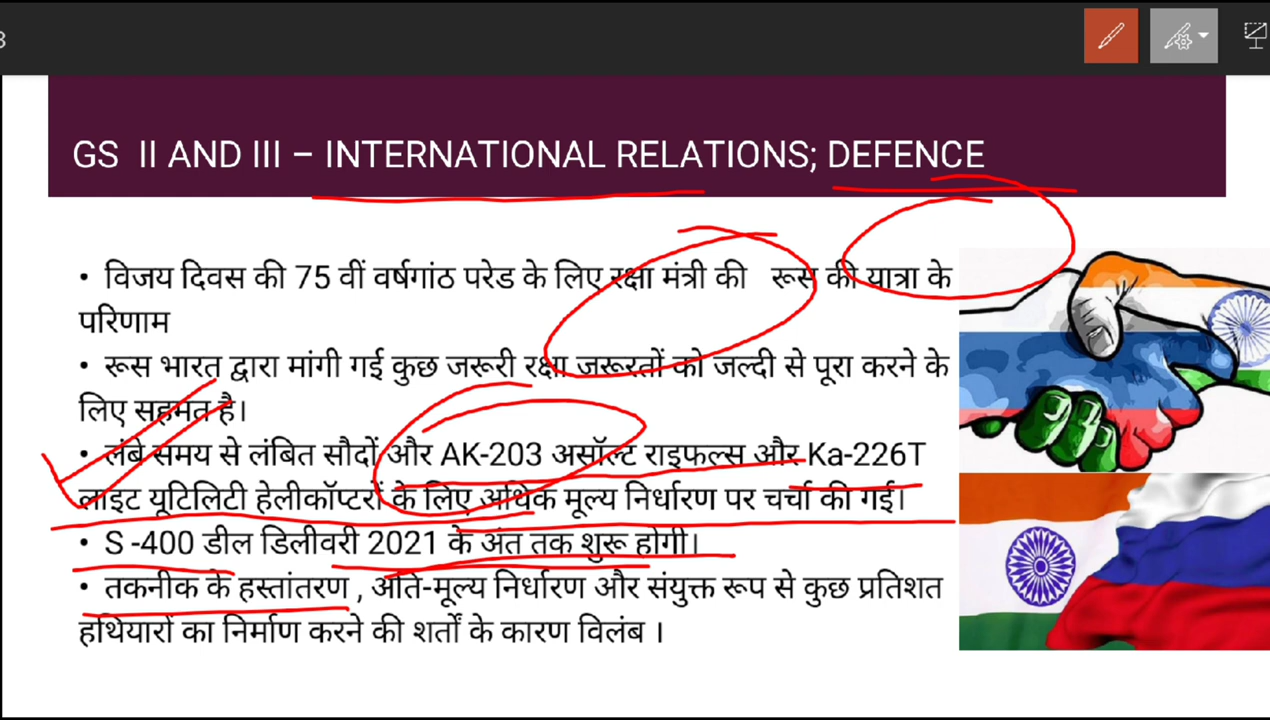 3
GS II AND III – INTERNATIONAL RELATIONS; DEFENCE
• विजय दिवस की 75 वीं वर्षगांठ परेड के लिए रक्षा मंत्री की रूस की यात्रा के
परिणाम
• रूस भारत द्वारा मांगी गई कुछ जरूरी रक्षा जरूरतों को जल्दी से पूरा करने के
लिए सहमत है।
• लंबे समय से लंबित सौदों और AK-203 असॉल्ट राइफल्स और Ka-226T
लाइट यूटिलिटी हेलीकॉप्टरों के लिए अधिक मूल्य निर्धारण पर चर्चा की गई।
• S -400 डील डिलीवरी 2021 के अंत तक शुरू होगी।
• तकनीक के हस्तांतरण , अति-मूल्य निर्धारण और संयुक्त रूप से कुछ प्रतिशत
हथियारों का निर्माण करने की शर्तों के कारण विलंब ।